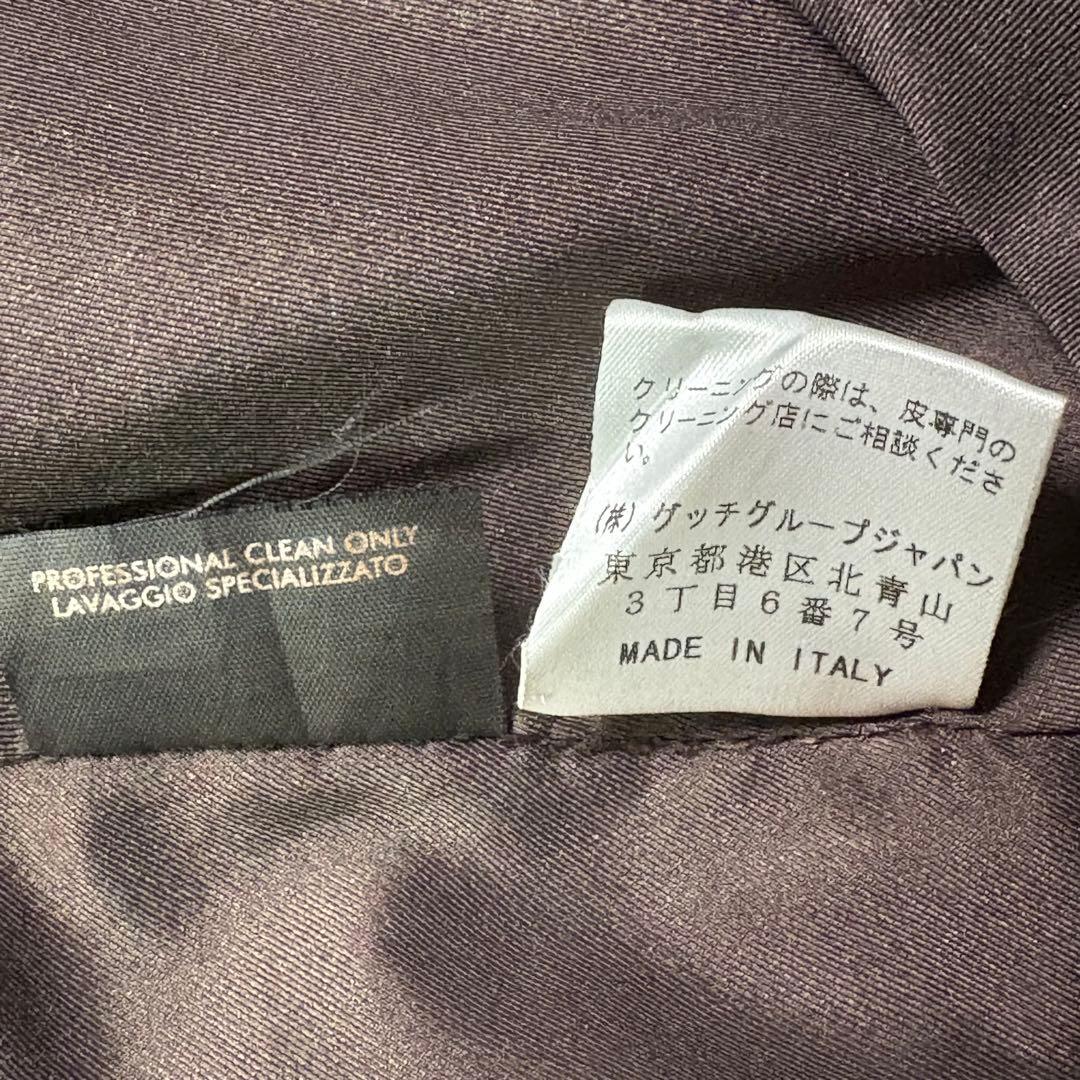 PROFESSIONAL CLEAN ONLY
LAVAGGIO SPECIALIZZATO
クリーニングの際は、皮専門の
クリーニング店にご相談くださ
い。
(株)グッチグループジャパン
東京都港区北青山
3丁目6番7号
MADE IN ITALY